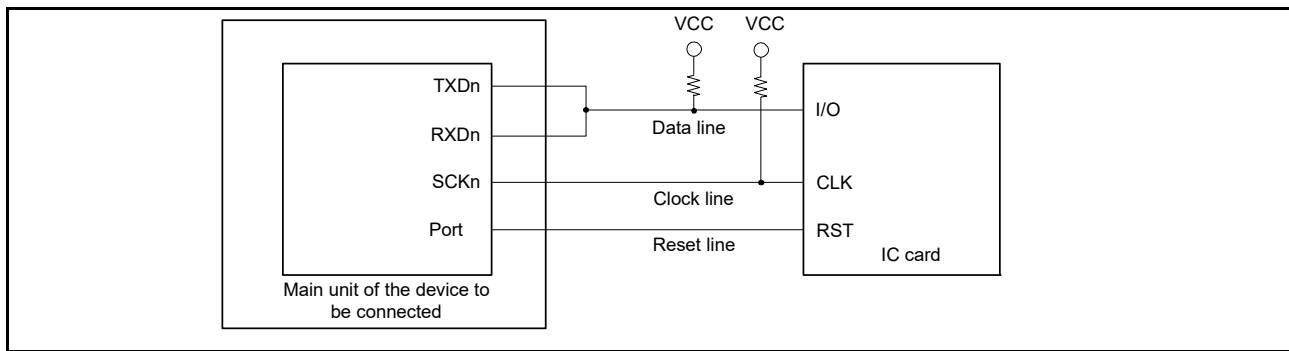 VCC
VCC
TXDn
RXDn
SCKn
Port
Data line
Clock line
Reset line
I/O
CLK
RST
IC card
Main unit of the device to
be connected